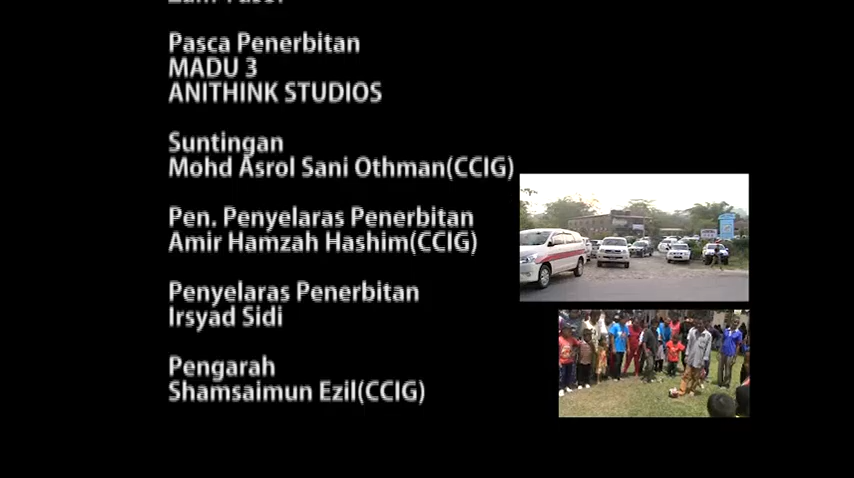 Pasca Penerbitan
MADU 3
ANITHINK STUDIOS
Suntingan
Mohd Asrol Sani Othman(CCIG)
Pen. Penyelaras Penerbitan
Amir Hamzah Hashim(CCIG)
Penyelaras Penerbitan
Irsyad Sidi
Pengarah
Shamsaimun Ezil(CCIG)